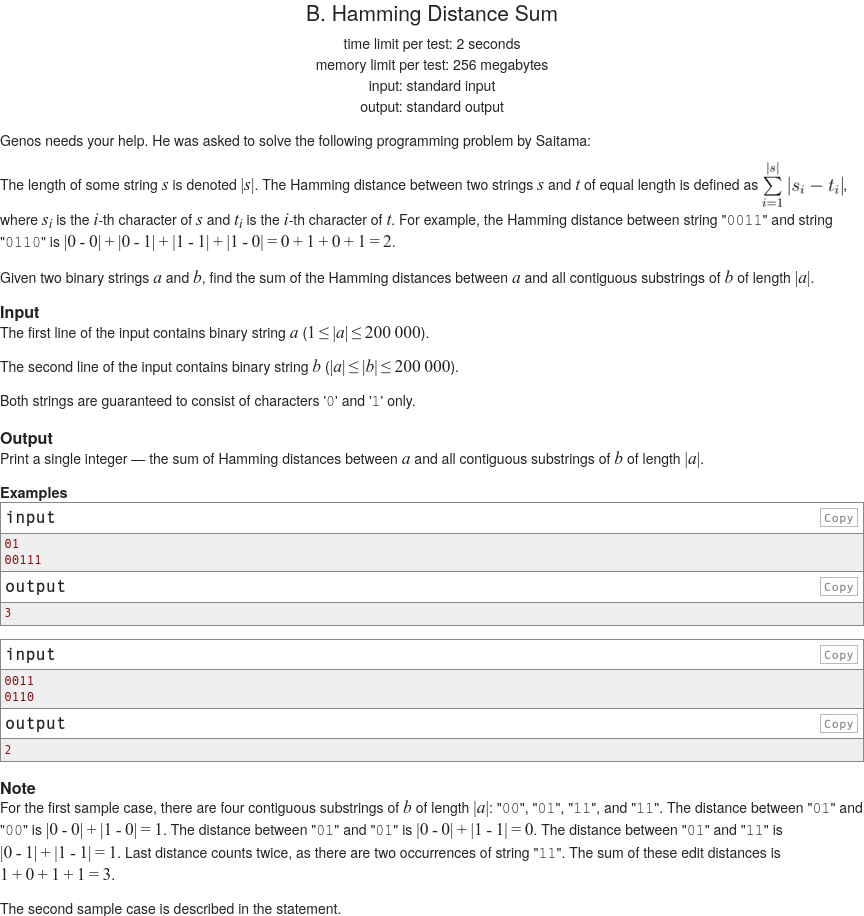 B. Hamming Distance Sum
time limit per test: 2 seconds
memory limit per test: 256 megabytes
input: standard input
output: standard output
Genos needs your help. He was asked to solve the following programming problem by Saitama:
The length of some string s is denoted |s|. The Hamming distance between two strings s and t of equal length is defined as \sum_{i=1}^{|s|} |s_i − t_i|,
where s_i is the i-th character of s and t_i is the i-th character of t. For example, the Hamming distance between string "0011" and string
"0110" is |0 - 0| + |0 - 1| + |1 - 1| + |1 - 0| = 0 + 1 + 0 + 1 = 2.
Given two binary strings a and b, find the sum of the Hamming distances between a and all contiguous substrings of b of length |a|.
Input
The first line of the input contains binary string a (1 ≤ |a| ≤ 200 000).
The second line of the input contains binary string b (|a| ≤ |b| ≤ 200 000).
Both strings are guaranteed to consist of characters '0' and '1' only.
Output
Print a single integer — the sum of Hamming distances between a and all contiguous substrings of b of length |a|.
Examples
input Copy
01
00111
output Copy
3
input Copy
0011
0110
output Copy
2
Note
For the first sample case, there are four contiguous substrings of b of length |a|: "00", "01", "11", and "11". The distance between "01" and
"00" is |0 - 0| + |1 - 0| = 1. The distance between "01" and "01" is |0 - 0| + |1 - 1| = 0. The distance between "01" and "11" is
|0 - 1| + |1 - 1| = 1. Last distance counts twice, as there are two occurrences of string "11". The sum of these edit distances is
1 + 0 + 1 + 1 = 3.
The second sample case is described in the statement.